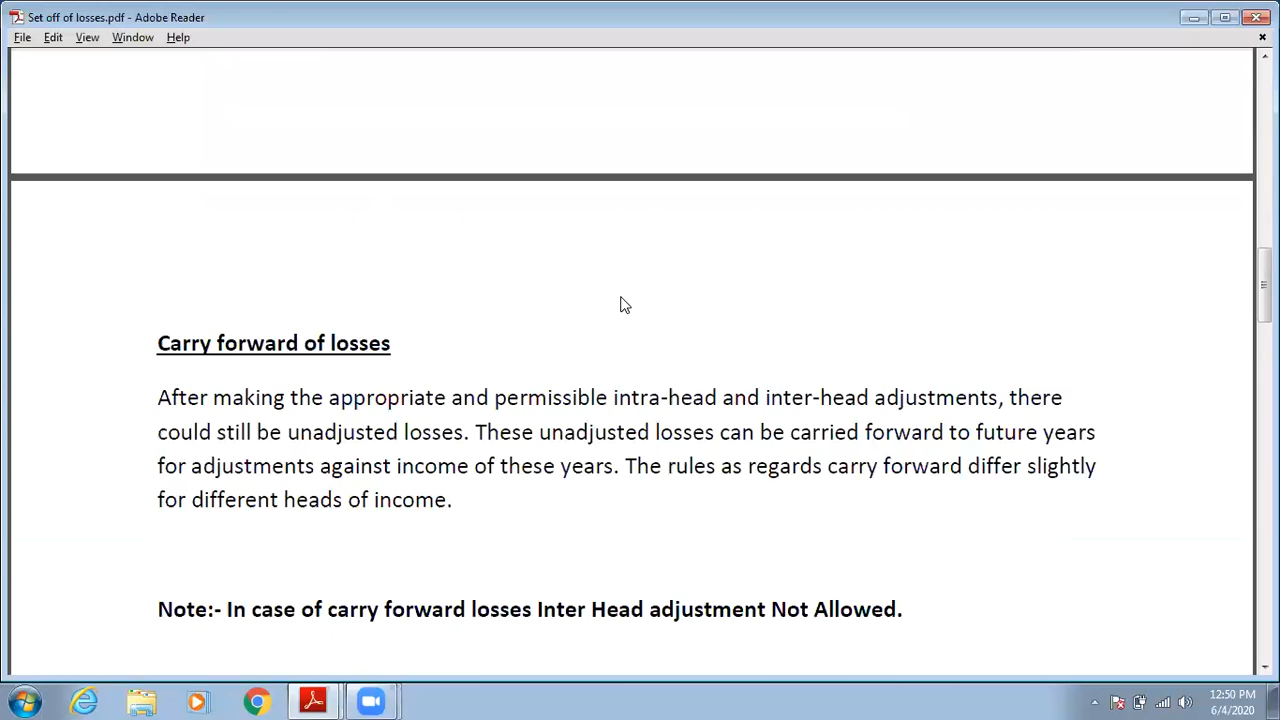 Set off of losses.pdf - Adobe Reader
File Edit View Window Help
Carry forward of losses
After making the appropriate and permissible intra-head and inter-head adjustments, there
could still be unadjusted losses. These unadjusted losses can be carried forward to future years
for adjustments against income of these years. The rules as regards carry forward differ slightly
for different heads of income.
Note:- In case of carry forward losses Inter Head adjustment Not Allowed.
12:50 PM
6/4/2020